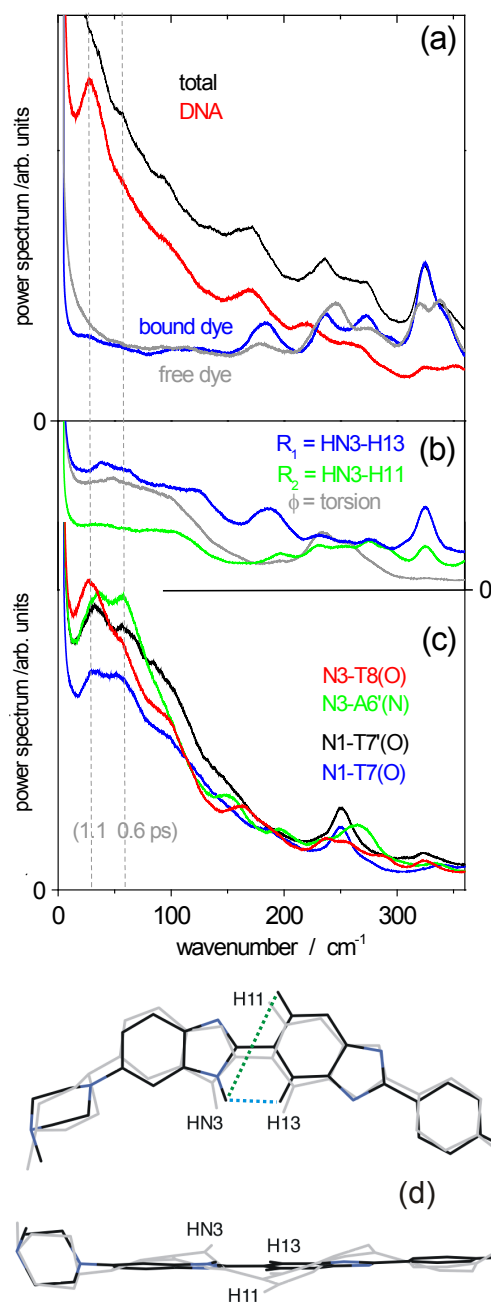 (a)
total
DNA
power spectrum /arb. units
bound dye
free dye
0
R₁ = HN3-H13
(b)
R₂ = HN3-H11
ϕ = torsion
0
(c)
power spectrum/arb. units
N3-T8(O)
N3-A6'(N)
N1-T7'(O)
N1-T7(O)
(1.1 0.6 ps)
0
0 100 200 300
wavenumber / cm⁻¹
H11
HN3 H13
(d)
HN3
H13
H11